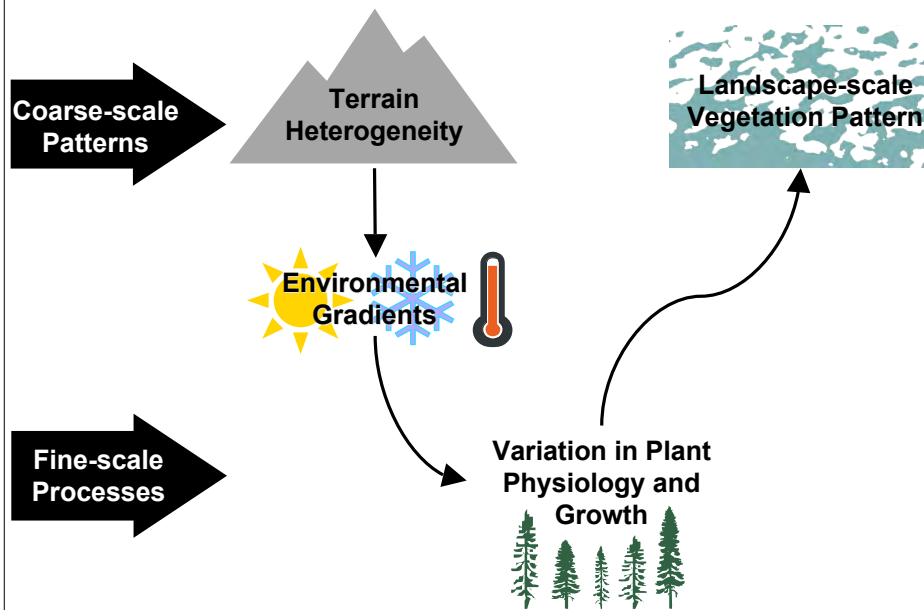 Coarse-scale
Patterns
Terrain
Heterogeneity
Landscape-scale
Vegetation Pattern
Environmental
Gradients
Fine-scale
Processes
Variation in Plant
Physiology and
Growth